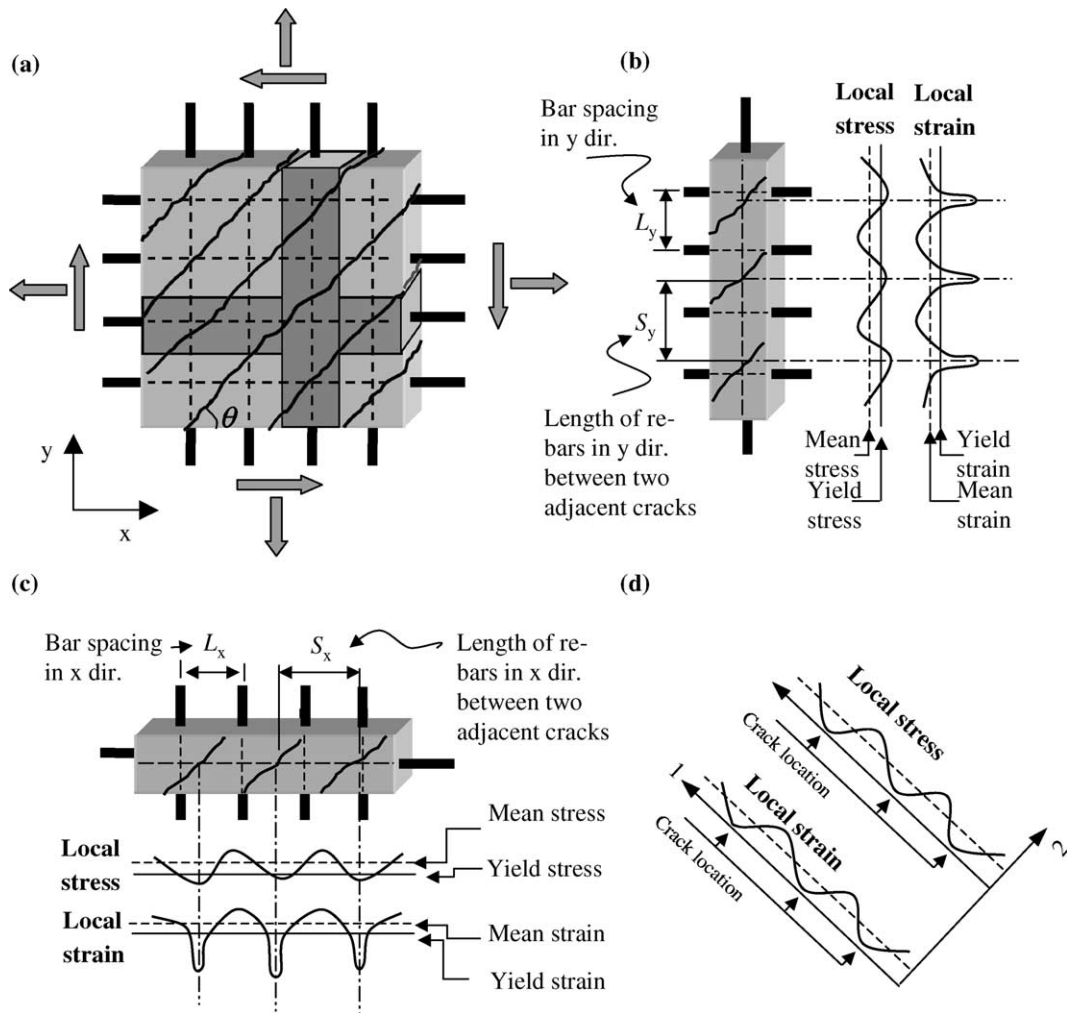 (a)
θ
y
x
(b)
Bar spacing
in y dir.
Local
stress
Local
strain
L_y
S_y
Length of re-
bars in y dir.
between two
adjacent cracks
Mean
stress
Yield
stress
Yield
strain
Mean
strain
(c)
Bar spacing
in x dir.
L_x
S_x
Length of re-
bars in x dir.
between two
adjacent cracks
Mean stress
Local
stress
Yield stress
Local
strain
Mean strain
Yield strain
(d)
Local stress
Crack location
1
Local strain
Crack location
2